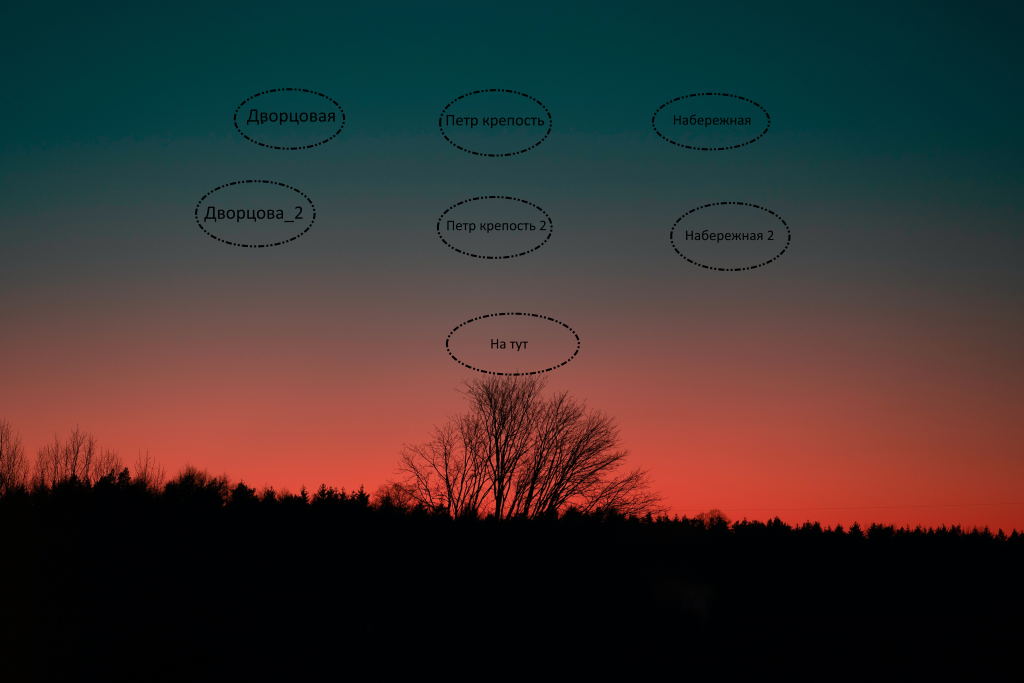 Дворцовая
Петр крепость
Набережная
Дворцова_2
Петр крепость 2
Набережная 2
На тут